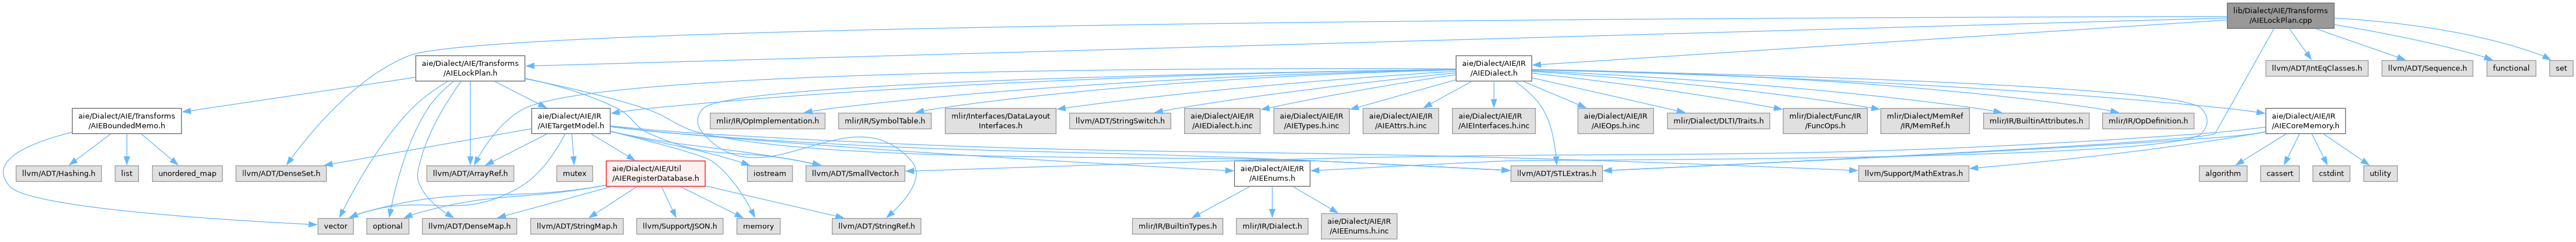 lib/Dialect/AIE/Transforms
/AIELockPlan.cpp
aie/Dialect/AIE/Transforms
/AIELockPlan.h
aie/Dialect/AIE/IR
/AIEDialect.h
llvm/ADT/IntEqClasses.h
llvm/ADT/Sequence.h
functional
set
aie/Dialect/AIE/Transforms
/AIEBoundedMemo.h
aie/Dialect/AIE/IR
/AIETargetModel.h
mlir/IR/OpImplementation.h
mlir/IR/SymbolTable.h
mlir/Interfaces/DataLayout
Interfaces.h
llvm/ADT/StringSwitch.h
aie/Dialect/AIE/IR
/AIEDialect.h.inc
aie/Dialect/AIE/IR
/AIETypes.h.inc
aie/Dialect/AIE/IR
/AIEAttrs.h.inc
aie/Dialect/AIE/IR
/AIEInterfaces.h.inc
aie/Dialect/AIE/IR
/AIEOps.h.inc
mlir/Dialect/DLTI/Traits.h
mlir/Dialect/Func/IR
/FuncOps.h
mlir/Dialect/MemRef
/IR/MemRef.h
mlir/IR/BuiltinAttributes.h
mlir/IR/OpDefinition.h
aie/Dialect/AIE/IR
/AIECoreMemory.h
llvm/ADT/Hashing.h
list
unordered_map
llvm/ADT/DenseSet.h
llvm/ADT/ArrayRef.h
mutex
aie/Dialect/AIE/Util
/AIERegisterDatabase.h
iostream
llvm/ADT/SmallVector.h
aie/Dialect/AIE/IR
/AIEEnums.h
llvm/ADT/STLExtras.h
llvm/Support/MathExtras.h
algorithm
cassert
cstdint
utility
vector
optional
llvm/ADT/DenseMap.h
llvm/ADT/StringMap.h
llvm/Support/JSON.h
memory
llvm/ADT/StringRef.h
mlir/IR/BuiltinTypes.h
mlir/IR/Dialect.h
aie/Dialect/AIE/IR
/AIEEnums.h.inc